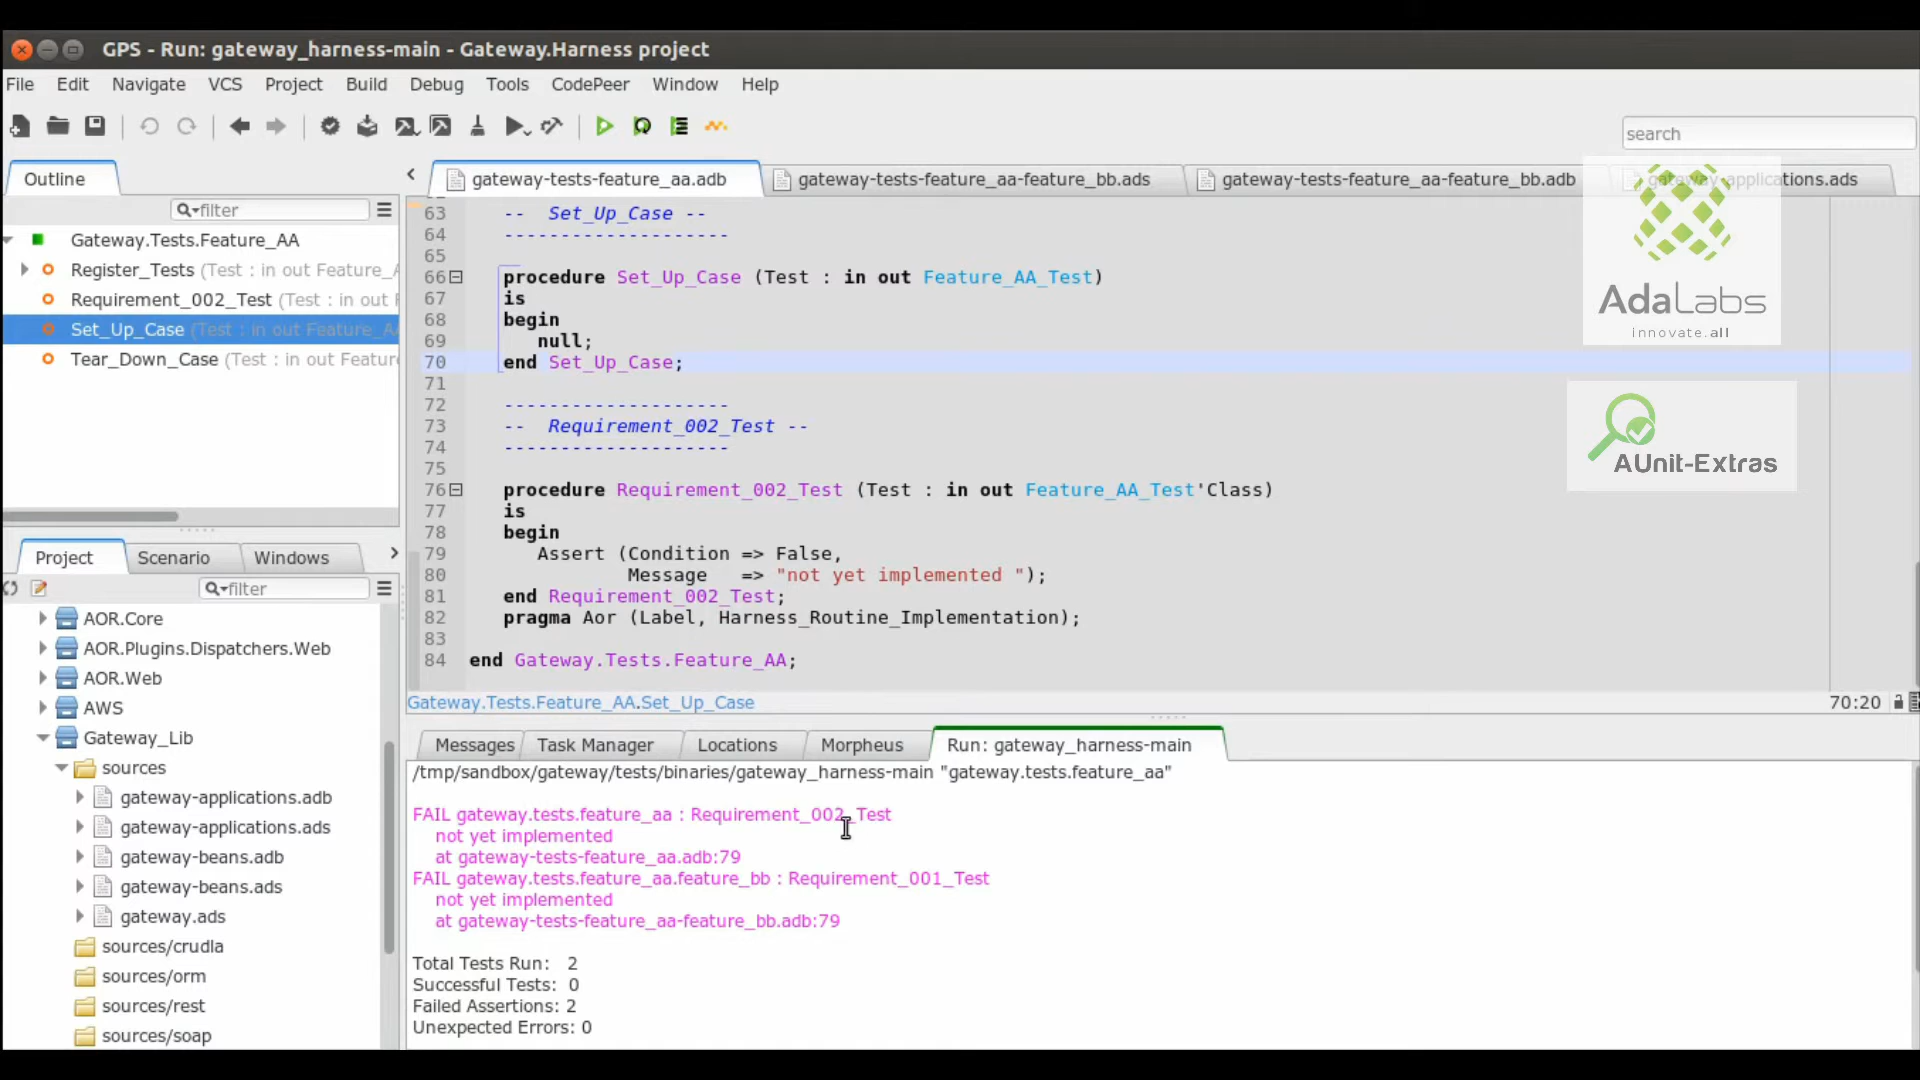 GPS - Run: gateway_harness-main - Gateway.Harness project
File Edit Navigate VCS Project Build Debug Tools CodePeer Window Help
search
Outline
filter
Gateway.Tests.Feature_AA
Register_Tests (Test : in out Feature_A
Requirement_002_Test (Test : in out F
Set_Up_Case (Test : in out Feature_AA
Tear_Down_Case (Test : in out Feature
Project Scenario Windows
filter
AOR.Core
AOR.Plugins.Dispatchers.Web
AOR.Web
AWS
Gateway_Lib
sources
gateway-applications.adb
gateway-applications.ads
gateway-beans.adb
gateway-beans.ads
gateway.ads
sources/crudla
sources/orm
sources/rest
sources/soap
gateway-tests-feature_aa.adb gateway-tests-feature_aa-feature_bb.ads gateway-tests-feature_aa-feature_bb.adb gateway-applications.ads
63 -- Set_Up_Case --
64 --------------------
65
66 procedure Set_Up_Case (Test : in out Feature_AA_Test)
67 is
68 begin
69 null;
70 end Set_Up_Case;
71
72 --------------------
73 -- Requirement_002_Test --
74 --------------------
75
76 procedure Requirement_002_Test (Test : in out Feature_AA_Test'Class)
77 is
78 begin
79 Assert (Condition => False,
80 Message => "not yet implemented ");
81 end Requirement_002_Test;
82 pragma Aor (Label, Harness_Routine_Implementation);
83
84 end Gateway.Tests.Feature_AA;
Gateway.Tests.Feature_AA.Set_Up_Case 70:20
AdaLabs
innovate.all
AUnit-Extras
Messages Task Manager Locations Morpheus Run: gateway_harness-main
/tmp/sandbox/gateway/tests/binaries/gateway_harness-main "gateway.tests.feature_aa"
FAIL gateway.tests.feature_aa : Requirement_002_Test
not yet implemented
at gateway-tests-feature_aa.adb:79
FAIL gateway.tests.feature_aa.feature_bb : Requirement_001_Test
not yet implemented
at gateway-tests-feature_aa-feature_bb.adb:79
Total Tests Run: 2
Successful Tests: 0
Failed Assertions: 2
Unexpected Errors: 0